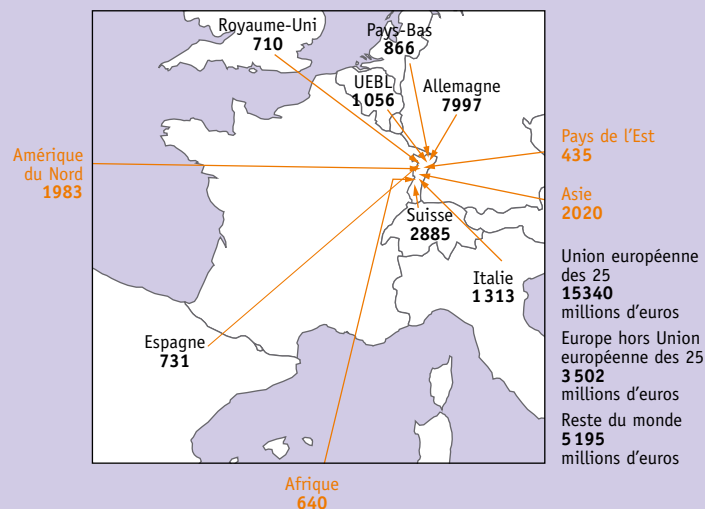 Royaume-Uni
710
Pays-Bas
866
UEBL
1 056
Allemagne
7997
Amérique
du Nord
1983
Pays de l'Est
435
Asie
2020
Suisse
2885
Italie
1 313
Espagne
731
Afrique
640
Union européenne
des 25
15340
millions d'euros
Europe hors Union
européenne des 25
3 502
millions d'euros
Reste du monde
5 195
millions d'euros